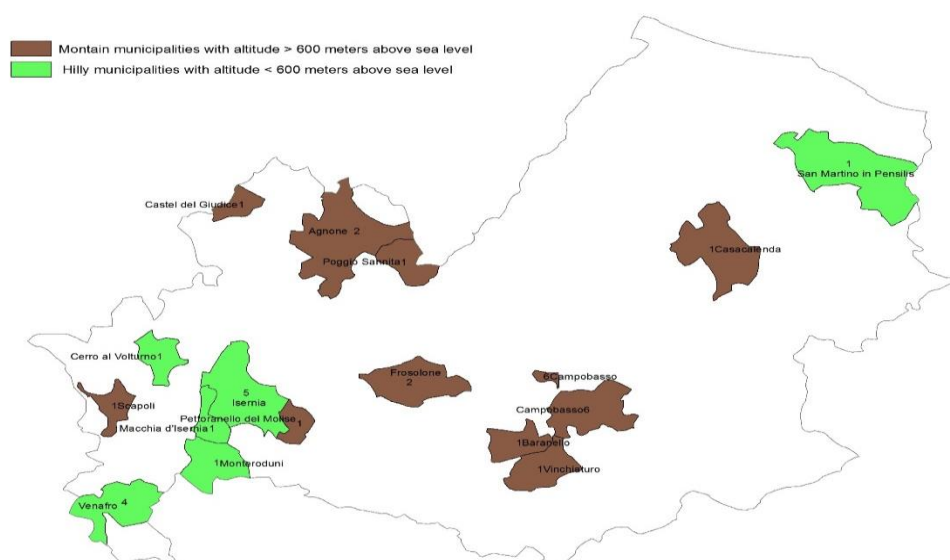 Montain municipalities with altitude > 600 meters above sea level
Hilly municipalities with altitude < 600 meters above sea level
1
San Martino in Pensilis
Castel del Giudice1
Agnone 2
Poggio Sannita1
1Casacalenda
Cerro al Volturno1
Frosolone
2
6Campobasso
1Scapoli
5
Isernia
Campobasso6
Pettoranello del Molise
1
Macchia d'Isernia1
1Baranello
1Monteroduni
1Vinchiaturo
Venafro 4